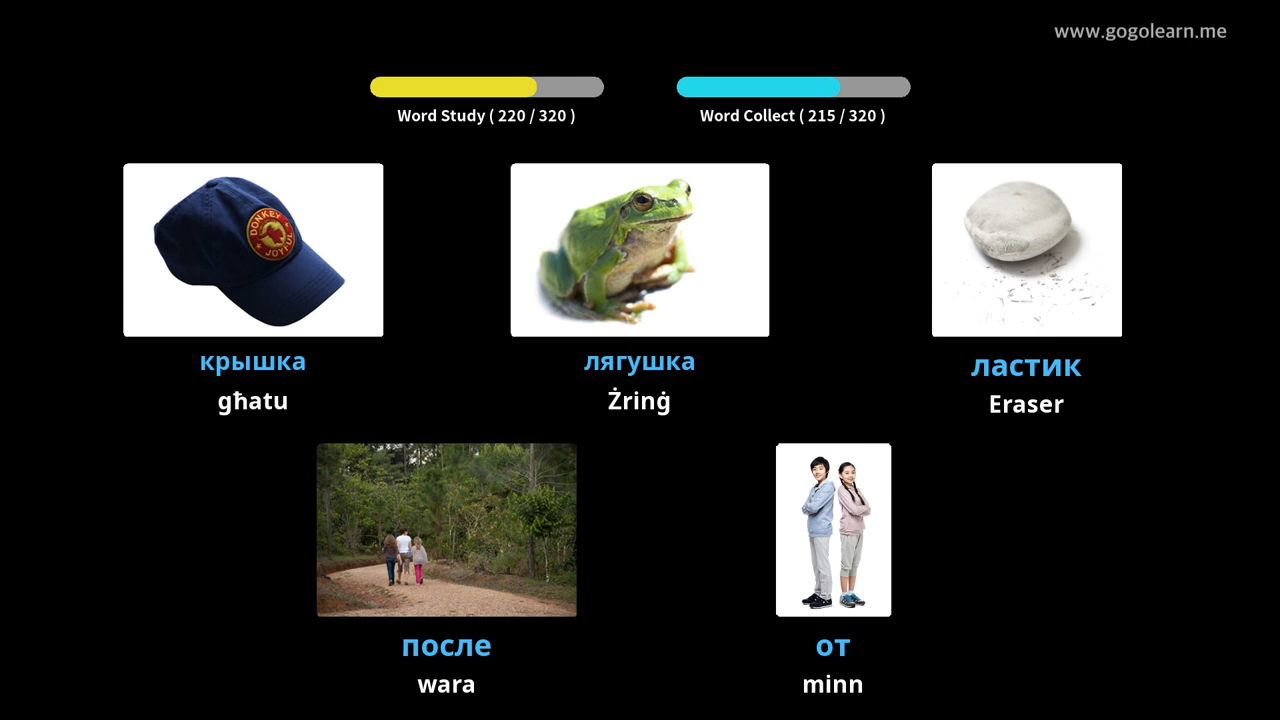 www.gogolearn.me
Word Study ( 220 / 320 )
Word Collect ( 215 / 320 )
DONKEY
JOYFUL
крышка
għatu
лягушка
Żrinġ
ластик
Eraser
после
wara
от
minn